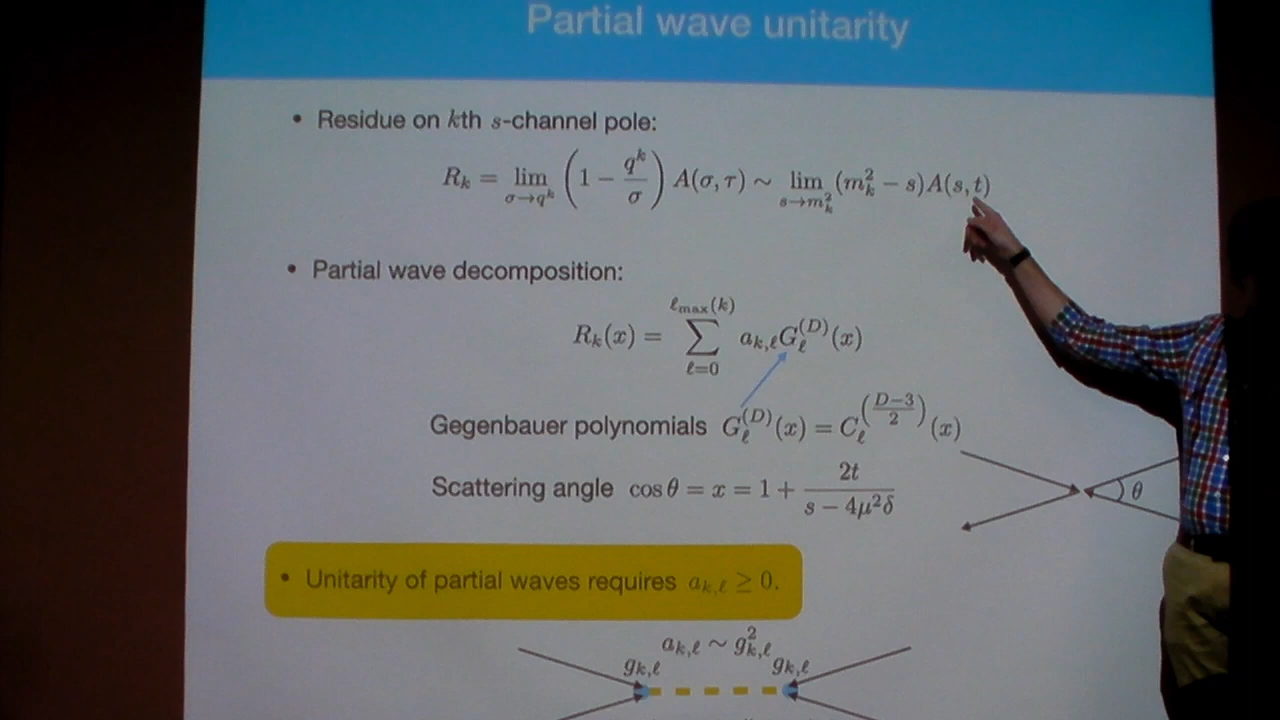 Partial wave unitarity
• Residue on kth s-channel pole:
R_k = lim_{σ→q^k} (1 − q^k/σ) A(σ, τ) ∼ lim_{s→m_k^2} (m_k^2 − s)A(s, t)
• Partial wave decomposition:
R_k(x) = ∑_{ℓ=0}^{ℓ_max(k)} a_{k,ℓ} G_ℓ^{(D)}(x)
Gegenbauer polynomials G_ℓ^{(D)}(x) = C_ℓ^{((D−3)/2)}(x)
Scattering angle cos θ = x = 1 + 2t/(s − 4μ²δ)
θ
• Unitarity of partial waves requires a_{k,ℓ} ≥ 0.
a_{k,ℓ} ∼ g_{k,ℓ}^2
g_{k,ℓ} g_{k,ℓ}